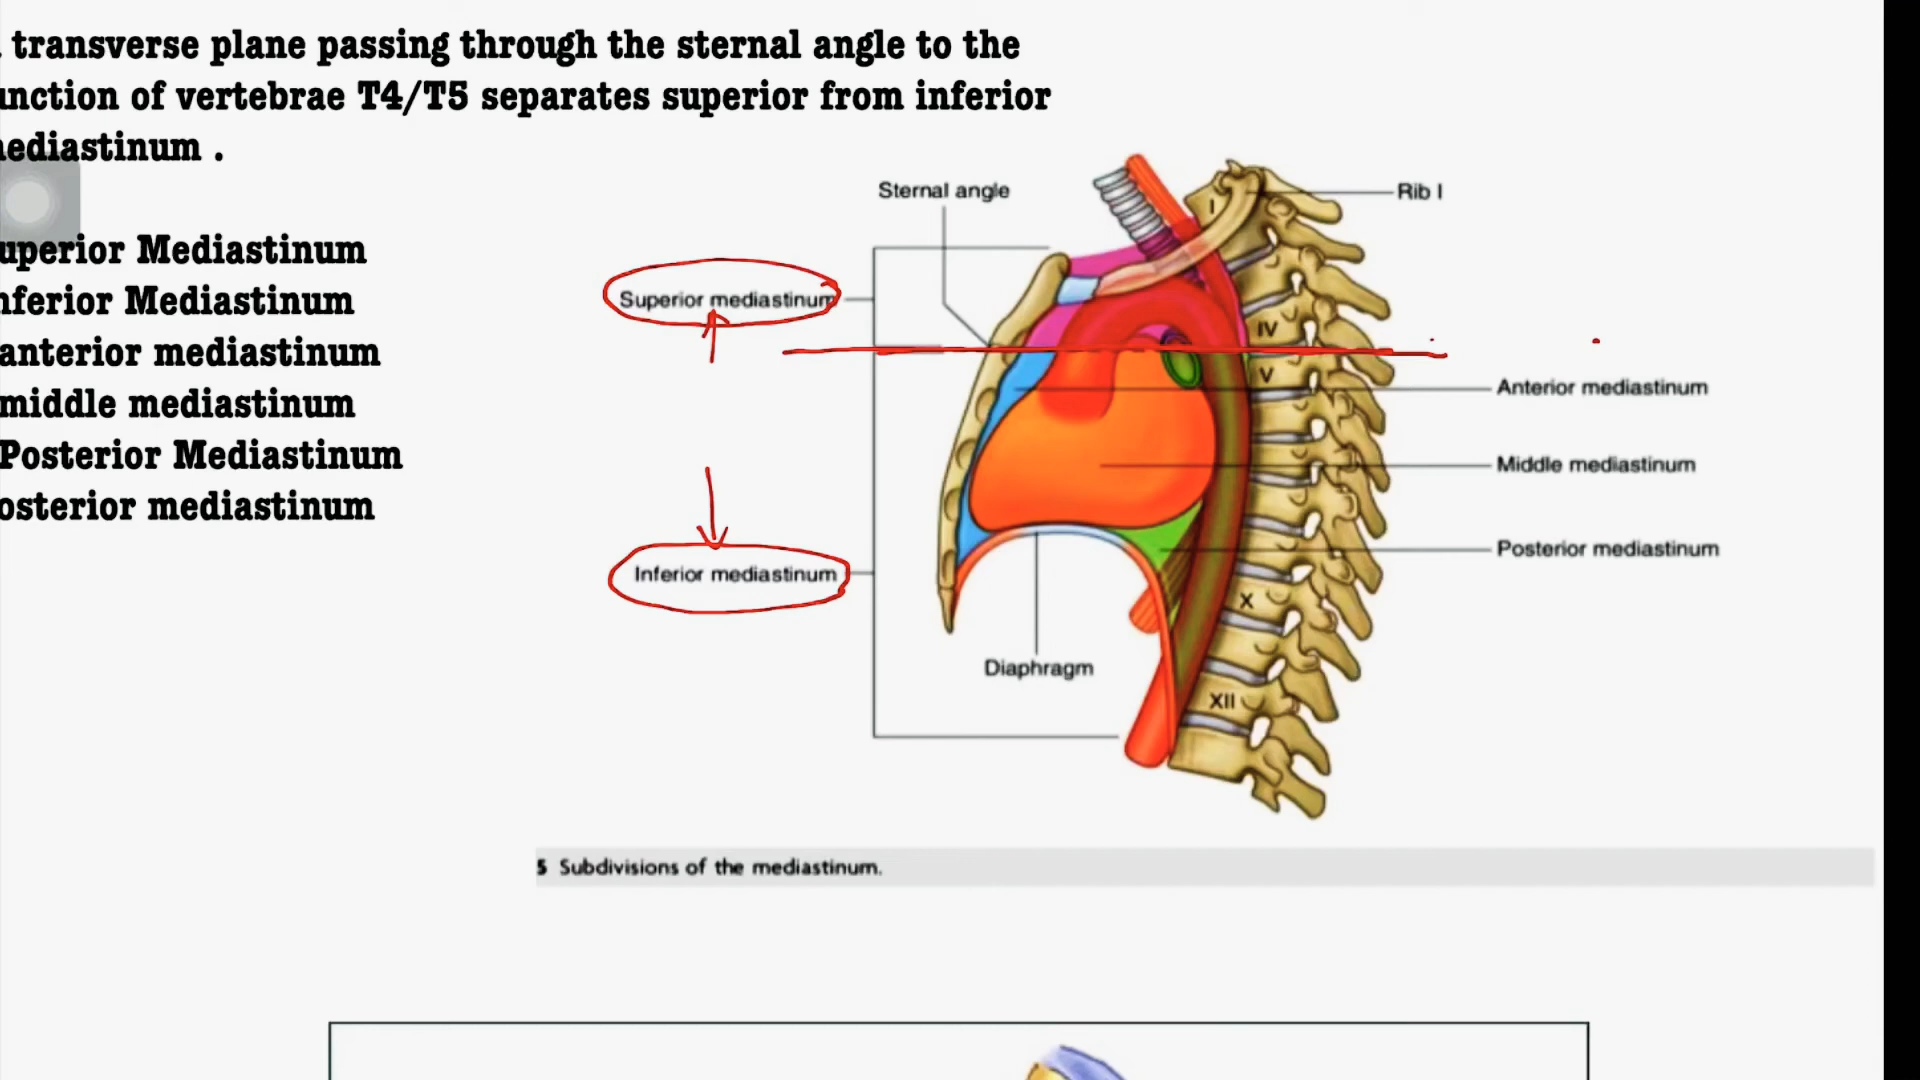 transverse plane passing through the sternal angle to the
unction of vertebrae T4/T5 separates superior from inferior
ediastinum .
uperior Mediastinum
nferior Mediastinum
anterior mediastinum
middle mediastinum
Posterior Mediastinum
osterior mediastinum
Sternal angle
Rib I
I
Superior mediastinum
IV
V
Anterior mediastinum
Middle mediastinum
Posterior mediastinum
Inferior mediastinum
X
Diaphragm
XII
5 Subdivisions of the mediastinum.